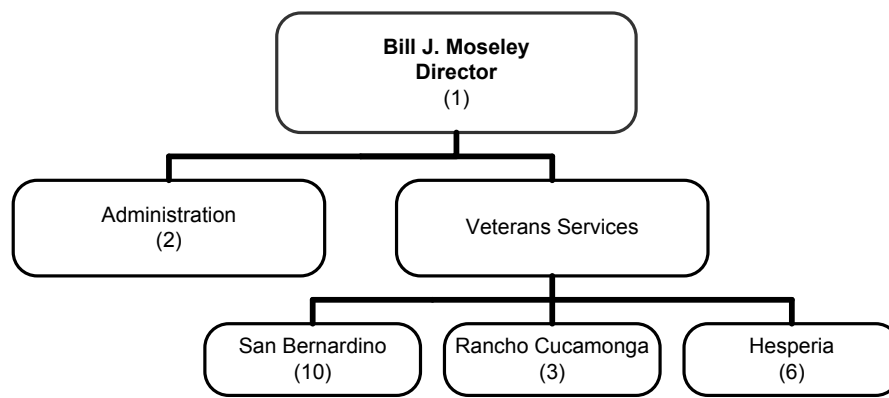 Bill J. Moseley
Director
(1)
Administration
(2)
Veterans Services
San Bernardino
(10)
Rancho Cucamonga
(3)
Hesperia
(6)